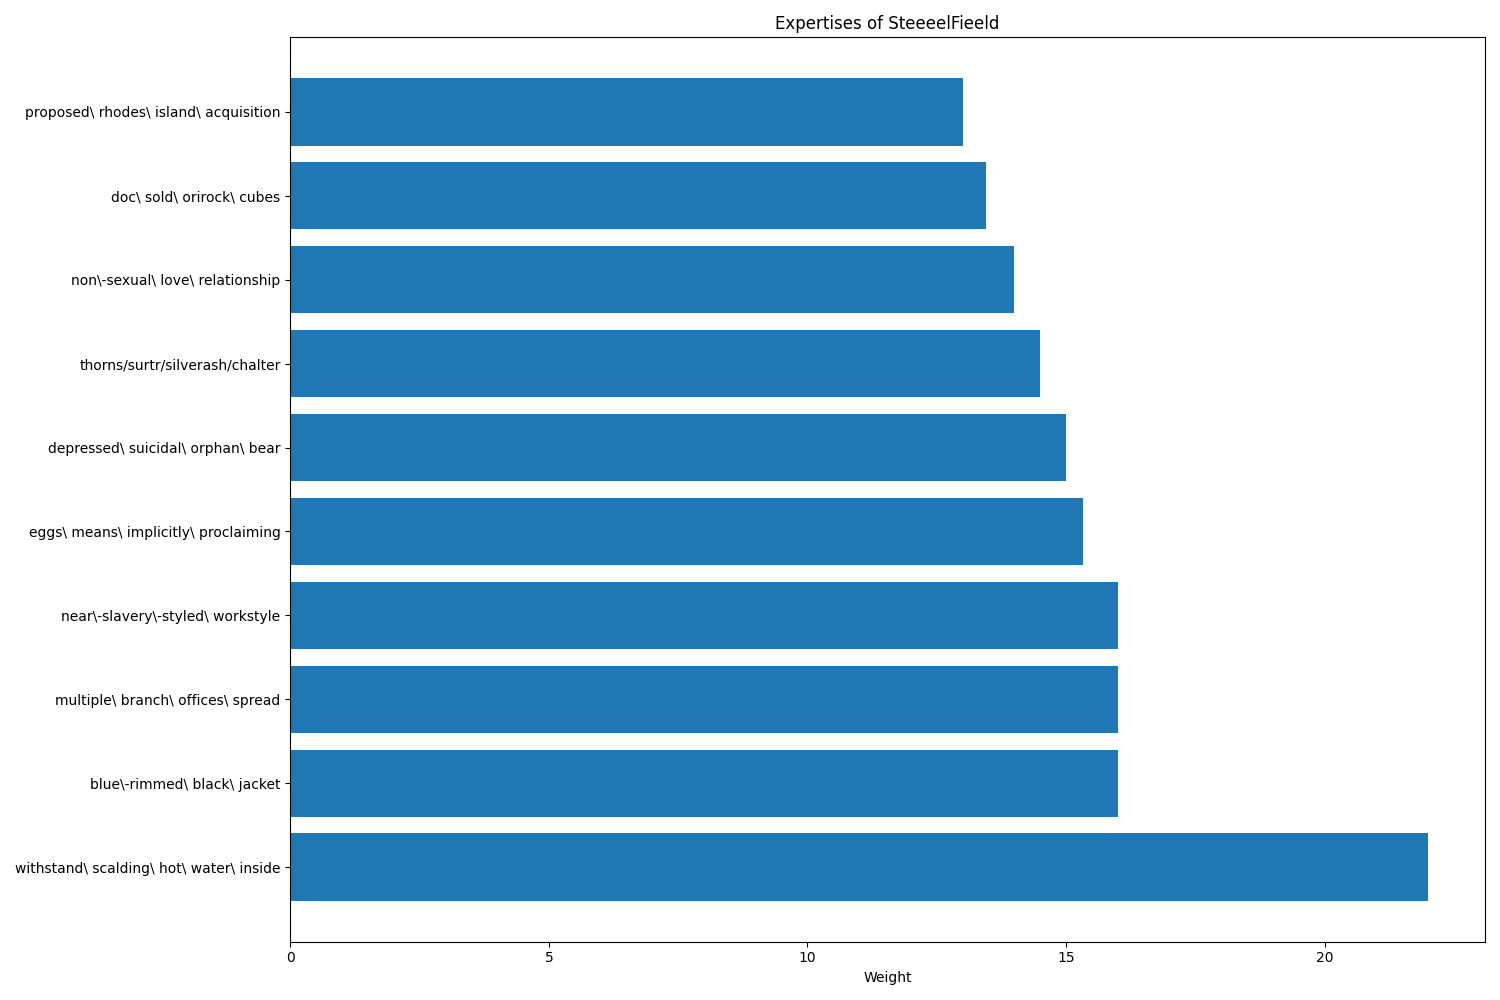 Expertises of SteeeelFieeld
proposed\ rhodes\ island\ acquisition
doc\ sold\ orirock\ cubes
non\-sexual\ love\ relationship
thorns/surtr/silverash/chalter
depressed\ suicidal\ orphan\ bear
eggs\ means\ implicitly\ proclaiming
near\-slavery\-styled\ workstyle
multiple\ branch\ offices\ spread
blue\-rimmed\ black\ jacket
withstand\ scalding\ hot\ water\ inside
0 5 10 15 20
Weight